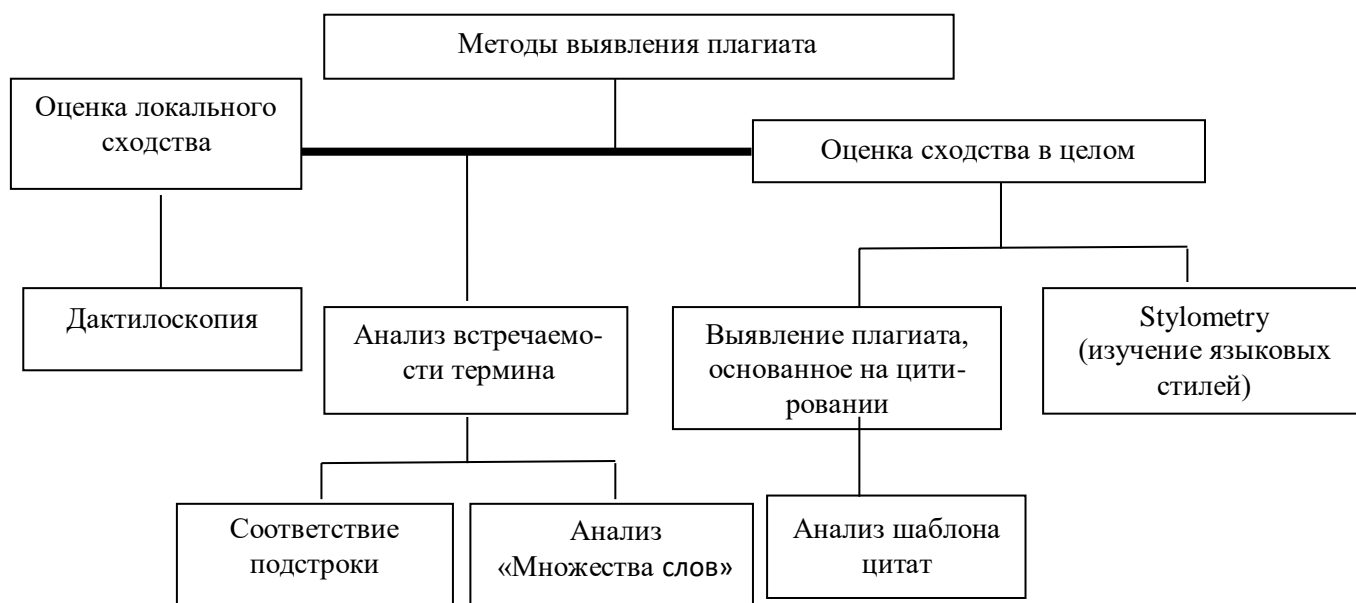 Методы выявления плагиата
Оценка локального
сходства
Оценка сходства в целом
Дактилоскопия
Анализ встречаемо-
сти термина
Выявление плагиата,
основанное на цити-
ровании
Stylometry
(изучение языковых
стилей)
Соответствие
подстроки
Анализ
«Множества слов»
Анализ шаблона
цитат